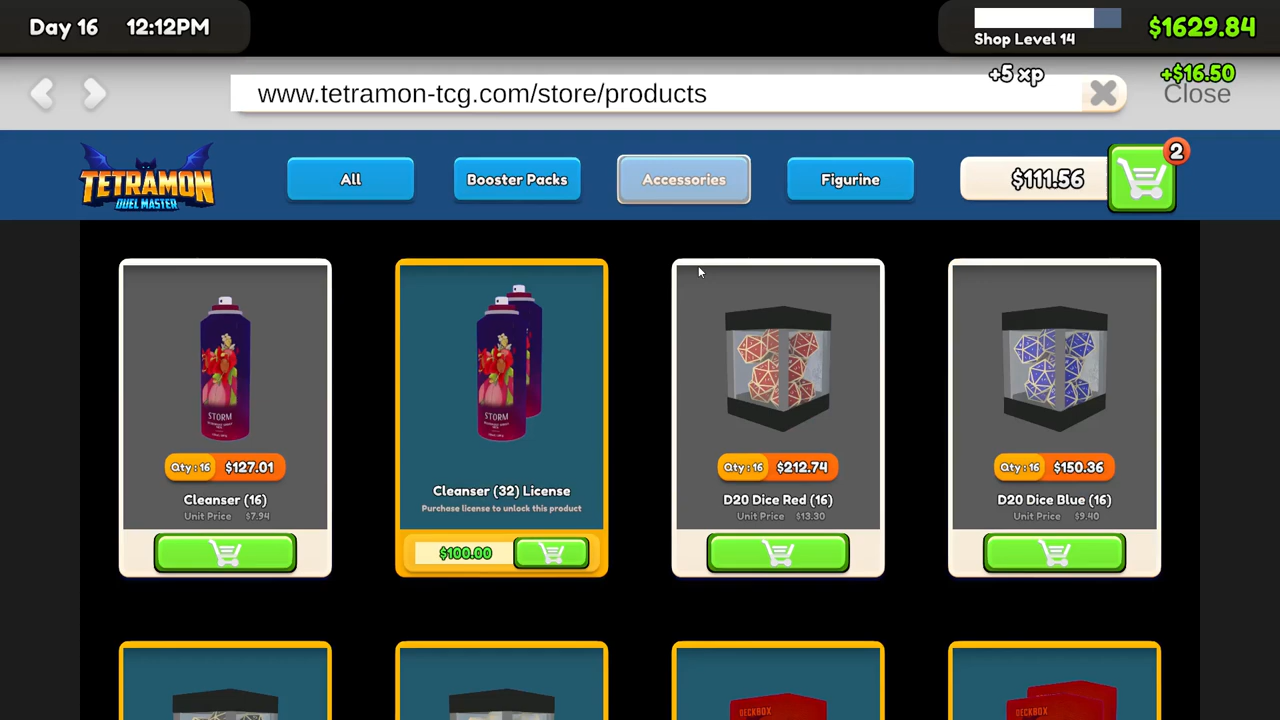 Day 16 12:12PM
Shop Level 14
$1629.84
+5 xp
+$16.50
www.tetramon-tcg.com/store/products
Close
TETRAMON
DUEL MASTER
All
Booster Packs
Accessories
Figurine
$111.56
2
STORM
Qty : 16 $127.01
Cleanser (16)
Unit Price $7.94
STORM
Cleanser (32) License
Purchase license to unlock this product
$100.00
Qty : 16 $212.74
D20 Dice Red (16)
Unit Price $13.30
Qty : 16 $150.36
D20 Dice Blue (16)
Unit Price $9.40
DECKBOX
DECKBOX